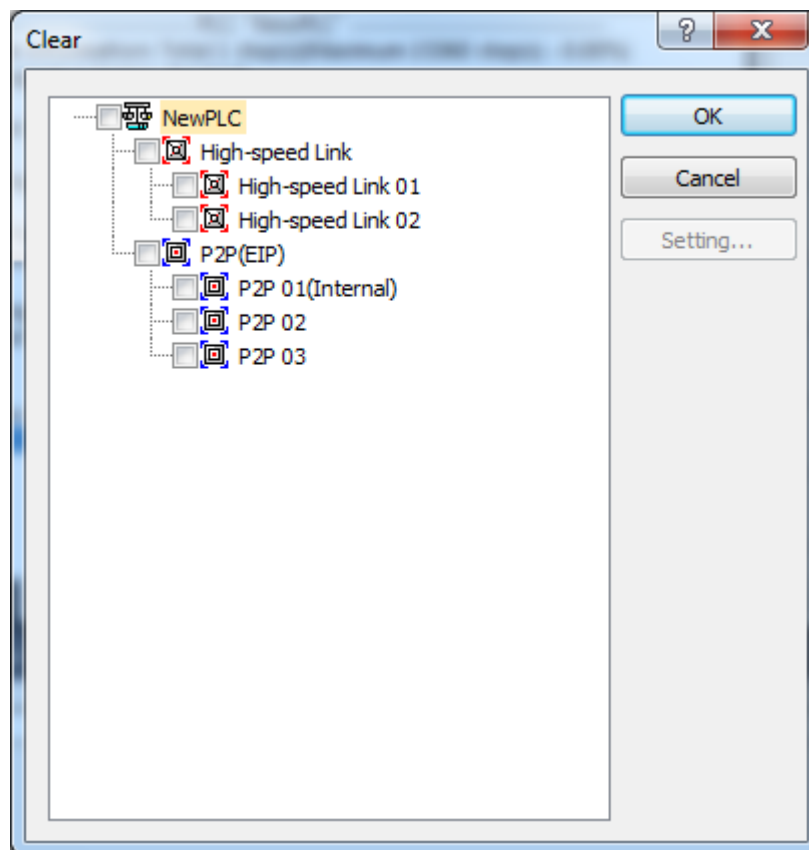 Clear
NewPLC
High-speed Link
High-speed Link 01
High-speed Link 02
P2P(EIP)
P2P 01(Internal)
P2P 02
P2P 03
OK
Cancel
Setting...